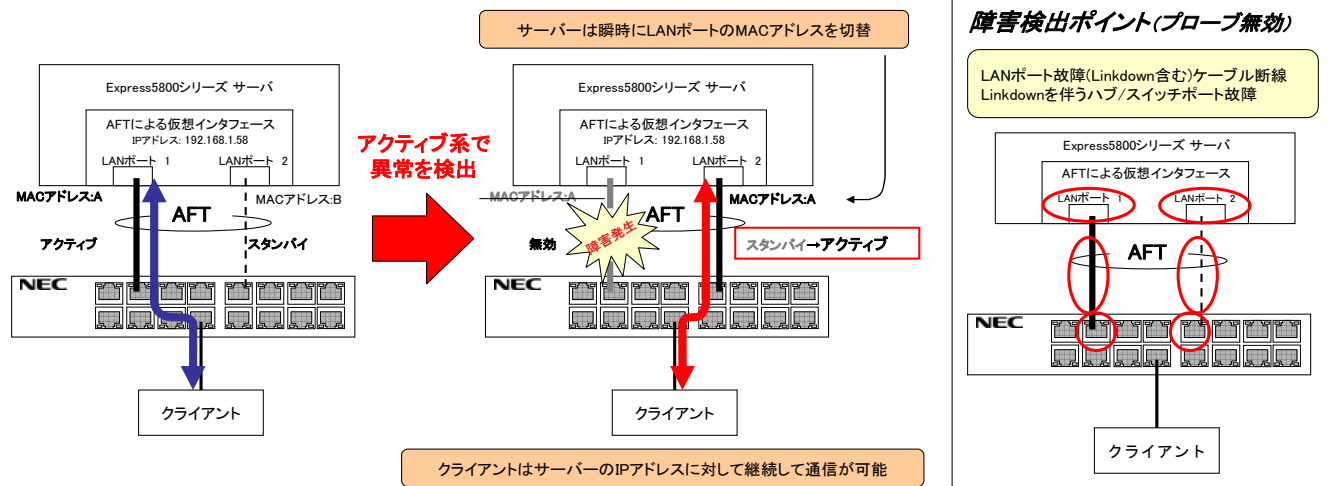 サーバーは瞬時にLANポートのMACアドレスを切替
Express5800シリーズ サーバ
AFTによる仮想インタフェース
IPアドレス: 192.168.1.58
LANポート 1
LANポート 2
MACアドレス:A
MACアドレス:B
AFT
アクティブ
スタンバイ
NEC
クライアント
アクティブ系で
異常を検出
Express5800シリーズ サーバ
AFTによる仮想インタフェース
IPアドレス: 192.168.1.58
LANポート 1
LANポート 2
MACアドレス:A
MACアドレス:A
AFT
障害発生
無効
スタンバイ→アクティブ
NEC
クライアント
クライアントはサーバーのIPアドレスに対して継続して通信が可能
障害検出ポイント(プローブ無効)
LANポート故障(Linkdown含む)ケーブル断線
Linkdownを伴うハブ/スイッチポート故障
Express5800シリーズ サーバ
AFTによる仮想インタフェース
LANポート 1
LANポート 2
AFT
NEC
クライアント